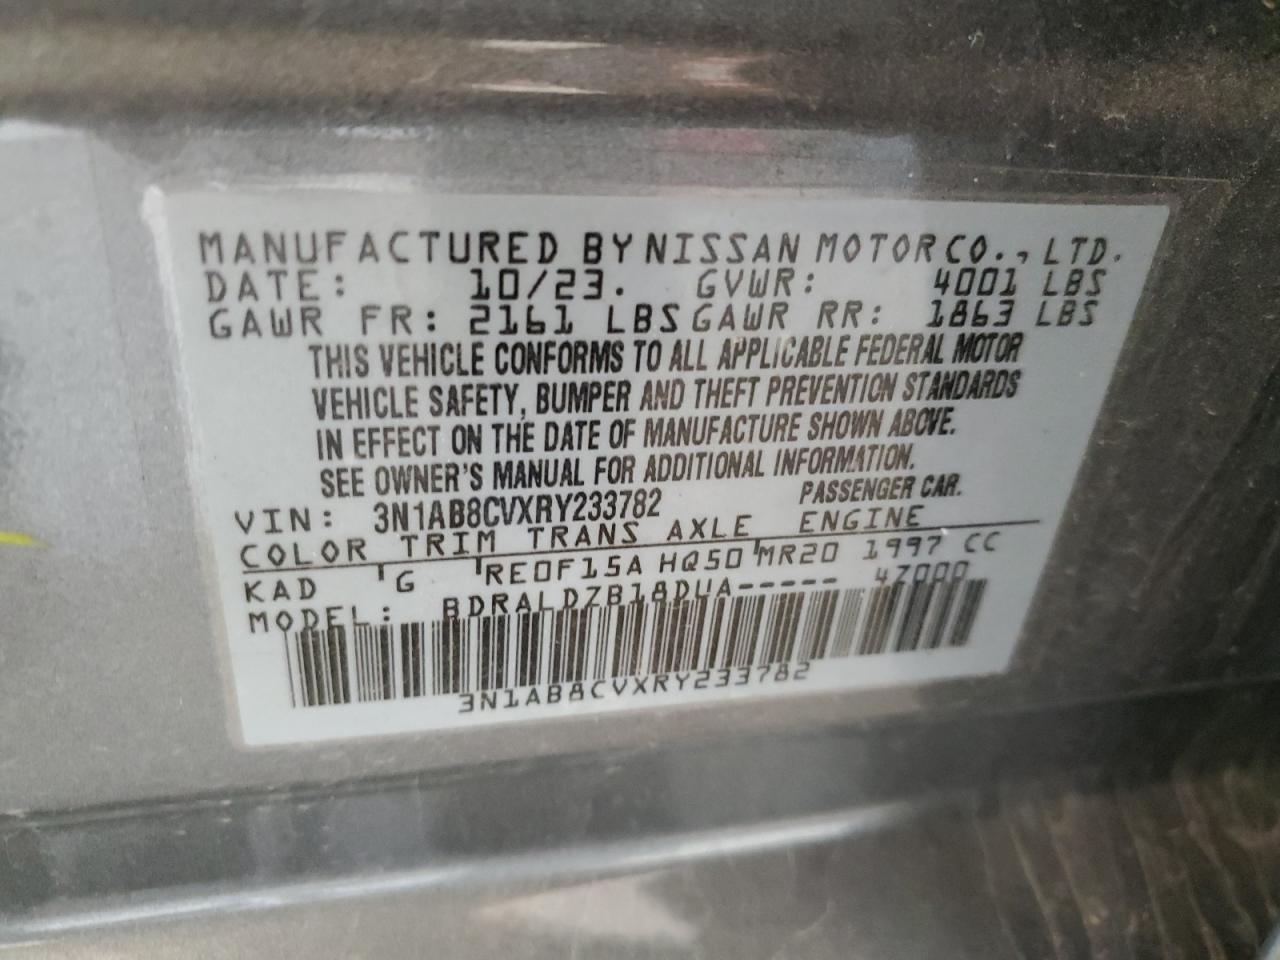 MANUFACTURED BY NISSAN MOTOR CO., LTD.
DATE: 10/23. GVWR: 4001 LBS
GAWR FR: 2161 LBS GAWR RR: 1863 LBS
THIS VEHICLE CONFORMS TO ALL APPLICABLE FEDERAL MOTOR
VEHICLE SAFETY, BUMPER AND THEFT PREVENTION STANDARDS
IN EFFECT ON THE DATE OF MANUFACTURE SHOWN ABOVE.
SEE OWNER'S MANUAL FOR ADDITIONAL INFORMATION.
VIN: 3N1AB8CVXRY233782 PASSENGER CAR.
COLOR TRIM TRANS AXLE ENGINE
KAD G RE0F15A HQ50 MR20 1997 CC
MODEL: BDRALDZB18DUA----- 47000
3N1AB8CVXRY233782